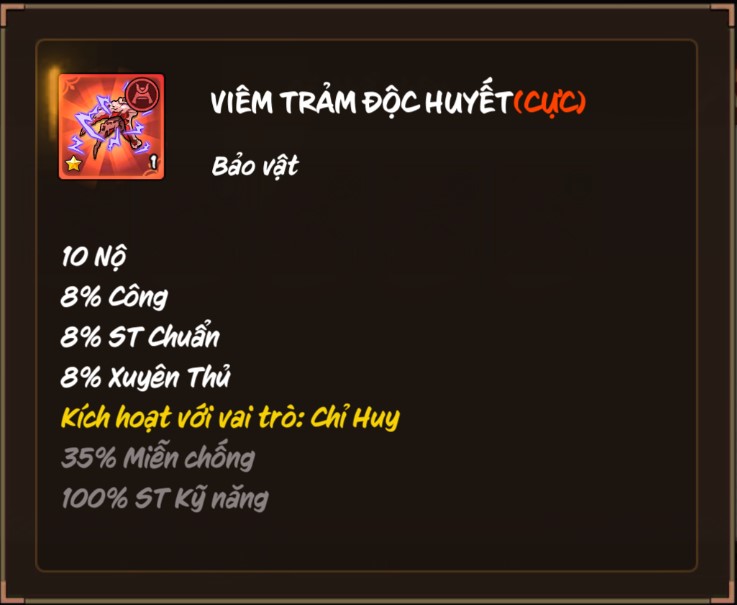 VIÊM TRẢM ĐỘC HUYẾT(CỰC)
1
Bảo vật
10 Nộ
8% Công
8% ST Chuẩn
8% Xuyên Thủ
Kích hoạt với vai trò: Chỉ Huy
35% Miễn chống
100% ST Kỹ năng